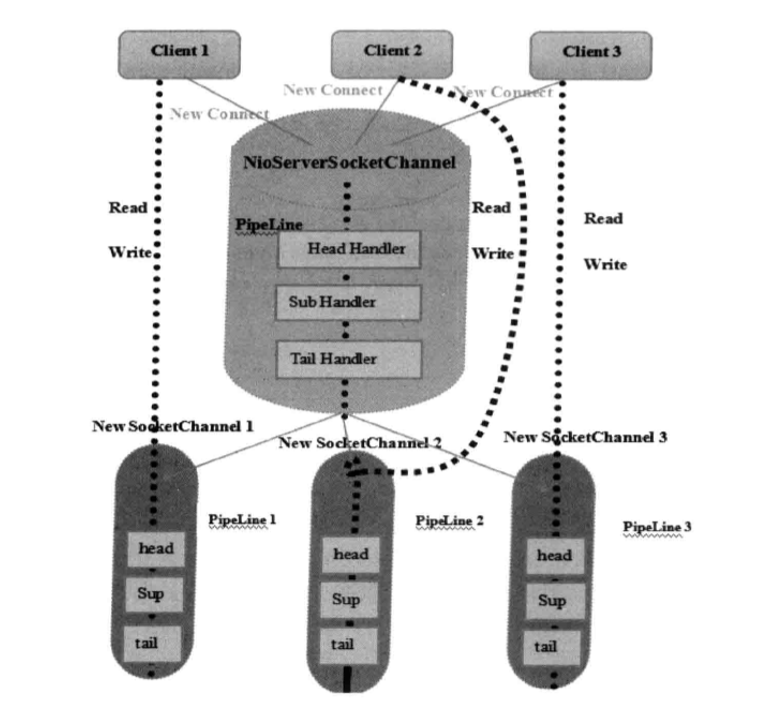 Client 1
Client 2
Client 3
New Connect
New Connect
New Connect
NioServerSocketChannel
Read
Read
Read
PipeLine
Head Handler
Write
Write
Write
Sub Handler
Tail Handler
New SocketChannel 1
New SocketChannel 2
New SocketChannel 3
PipeLine 1
PipeLine 2
PipeLine 3
head
head
head
Sup
Sup
Sup
tail
tail
tail